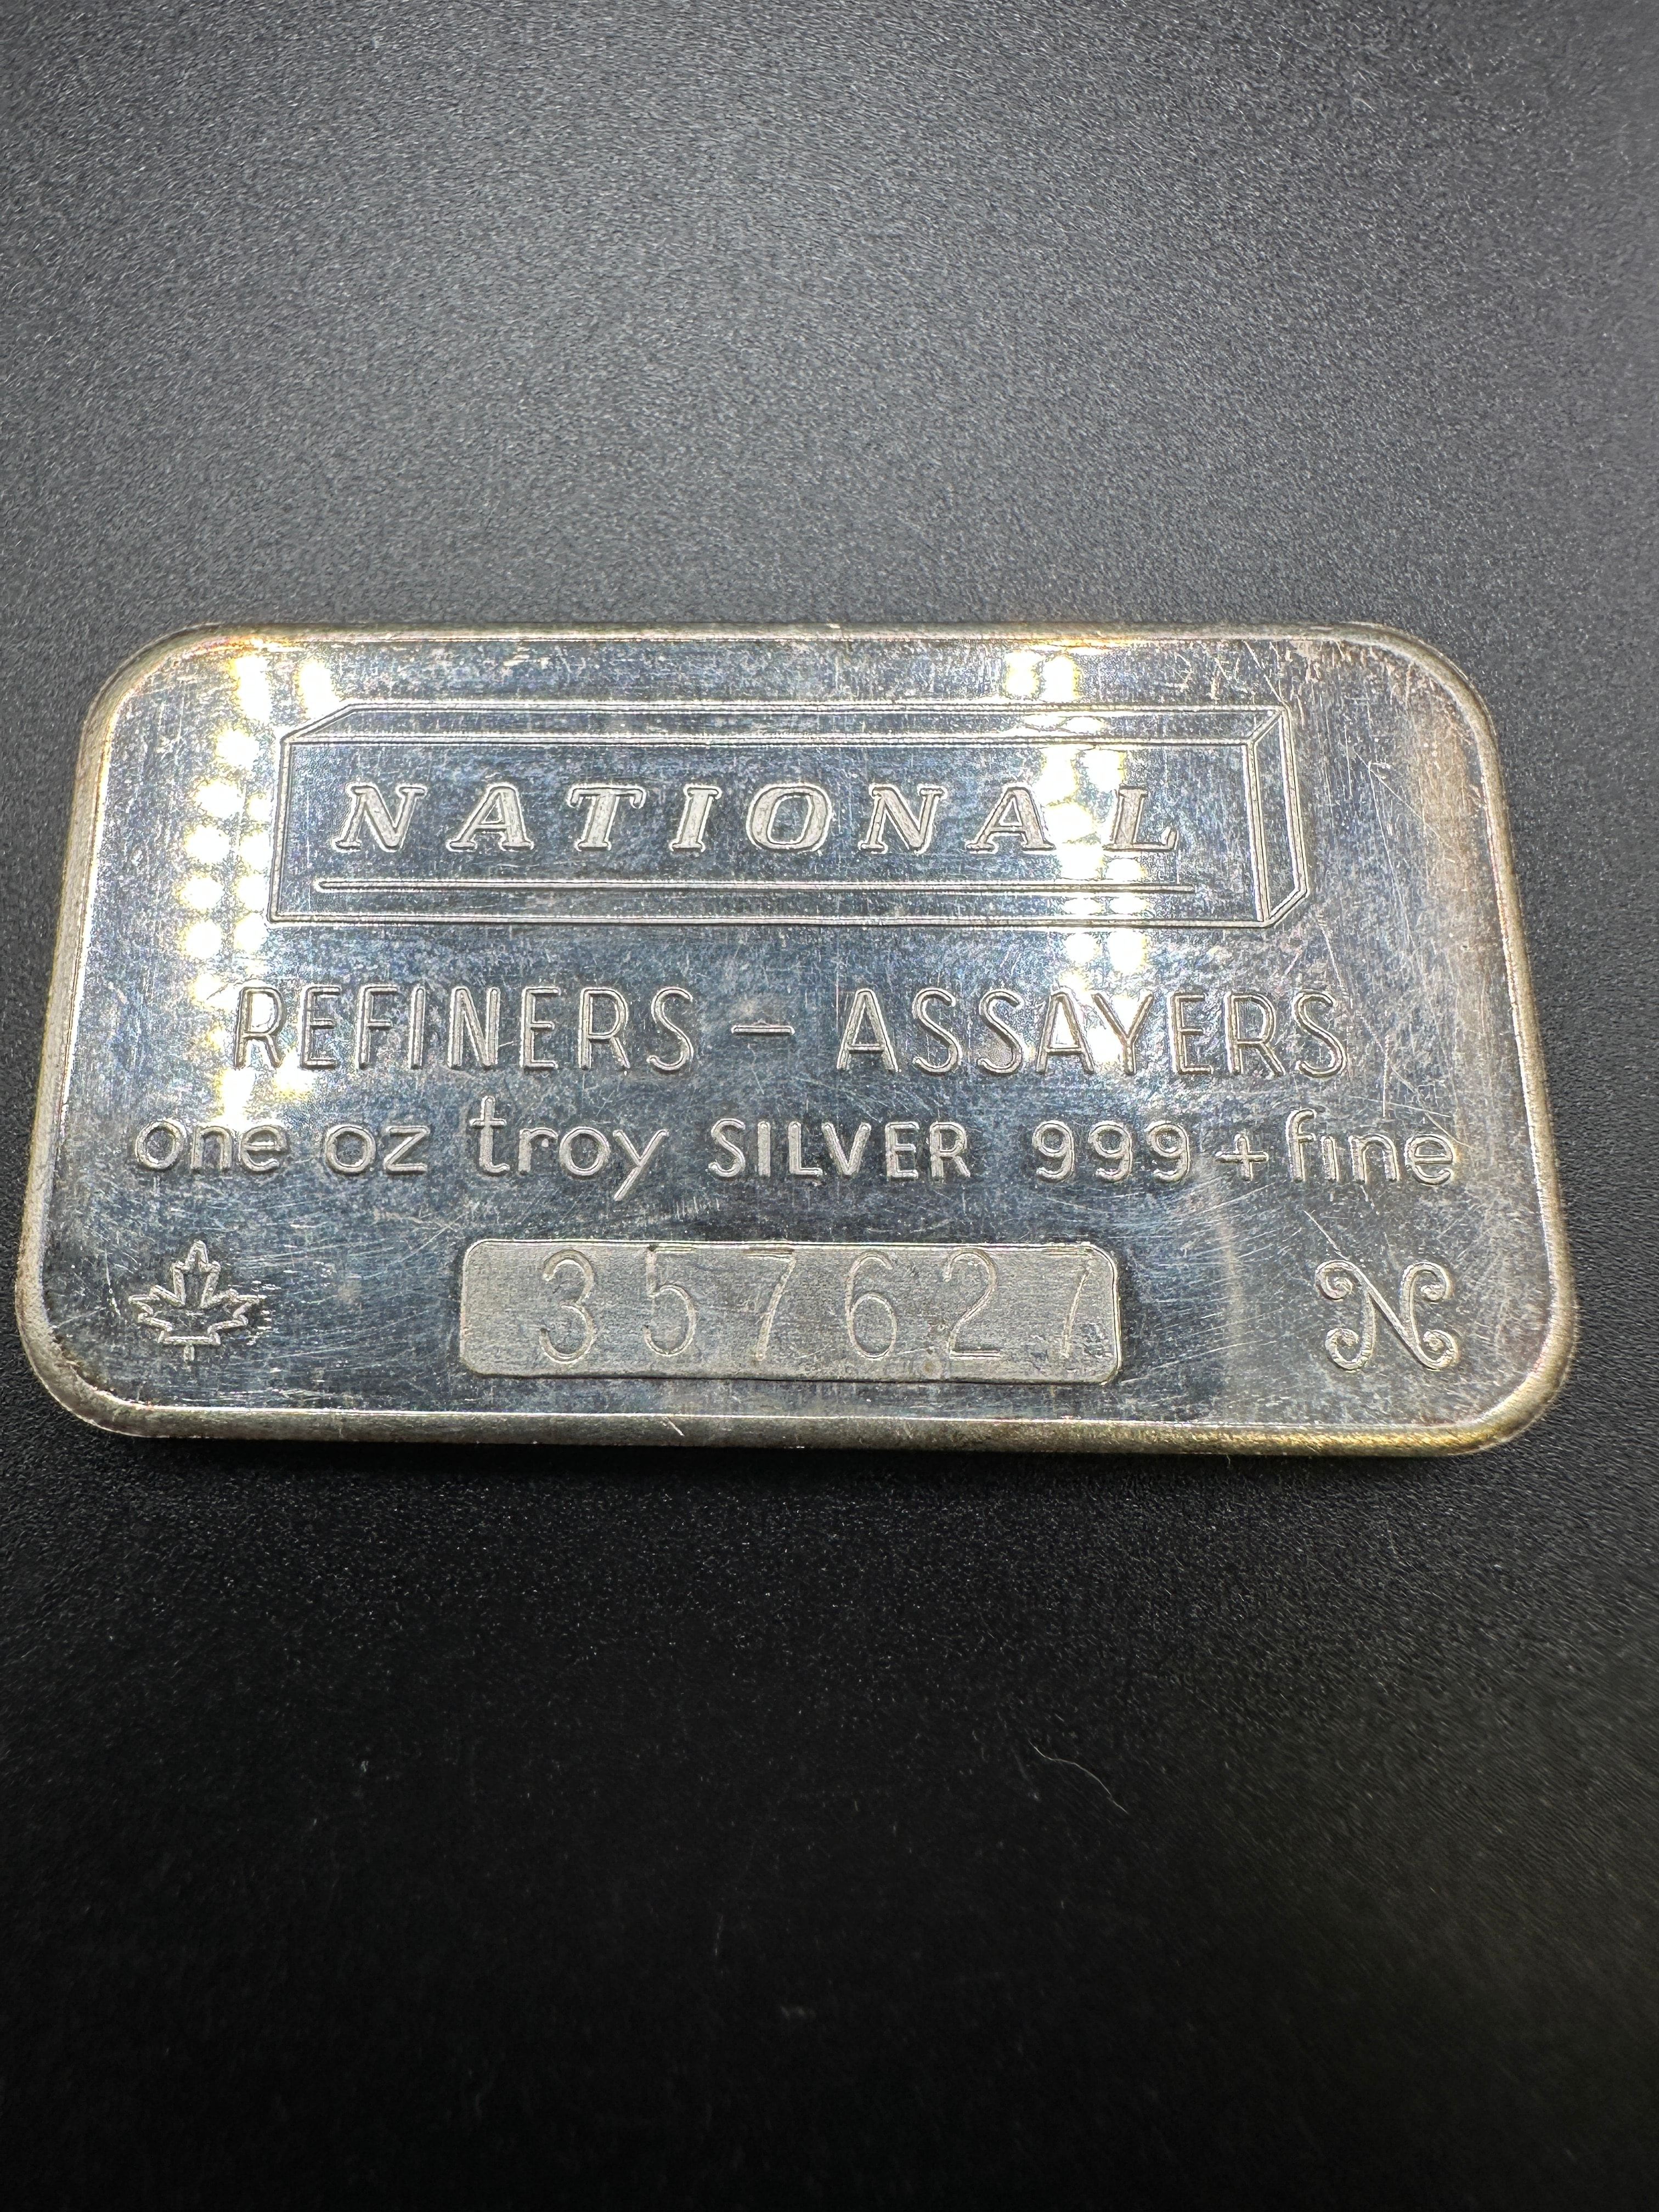 NATIONAL
REFINERS – ASSAYERS
one oz troy SILVER 999+fine
357627
N